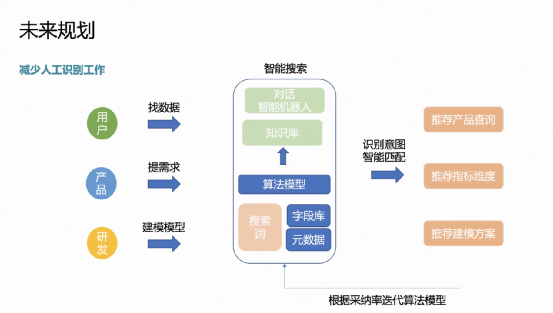 未来规划
减少人工识别工作
智能搜索
用户
找数据
产品
提需求
研发
建模模型
对话
智能机器人
知识库
算法模型
搜索
词
字段库
元数据
识别意图
智能匹配
推荐产品查询
推荐指标维度
推荐建模方案
根据采纳率迭代算法模型